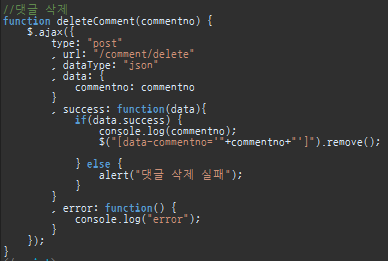 //댓글 삭제
function deleteComment(commentno) {
$.ajax({
type: "post"
, url: "/comment/delete"
, dataType: "json"
, data: {
commentno: commentno
}
, success: function(data){
if(data.success) {
console.log(commentno);
$("[data-commentno='"+commentno+"']").remove();
} else {
alert("댓글 삭제 실패");
}
}
, error: function() {
console.log("error");
}
});
}